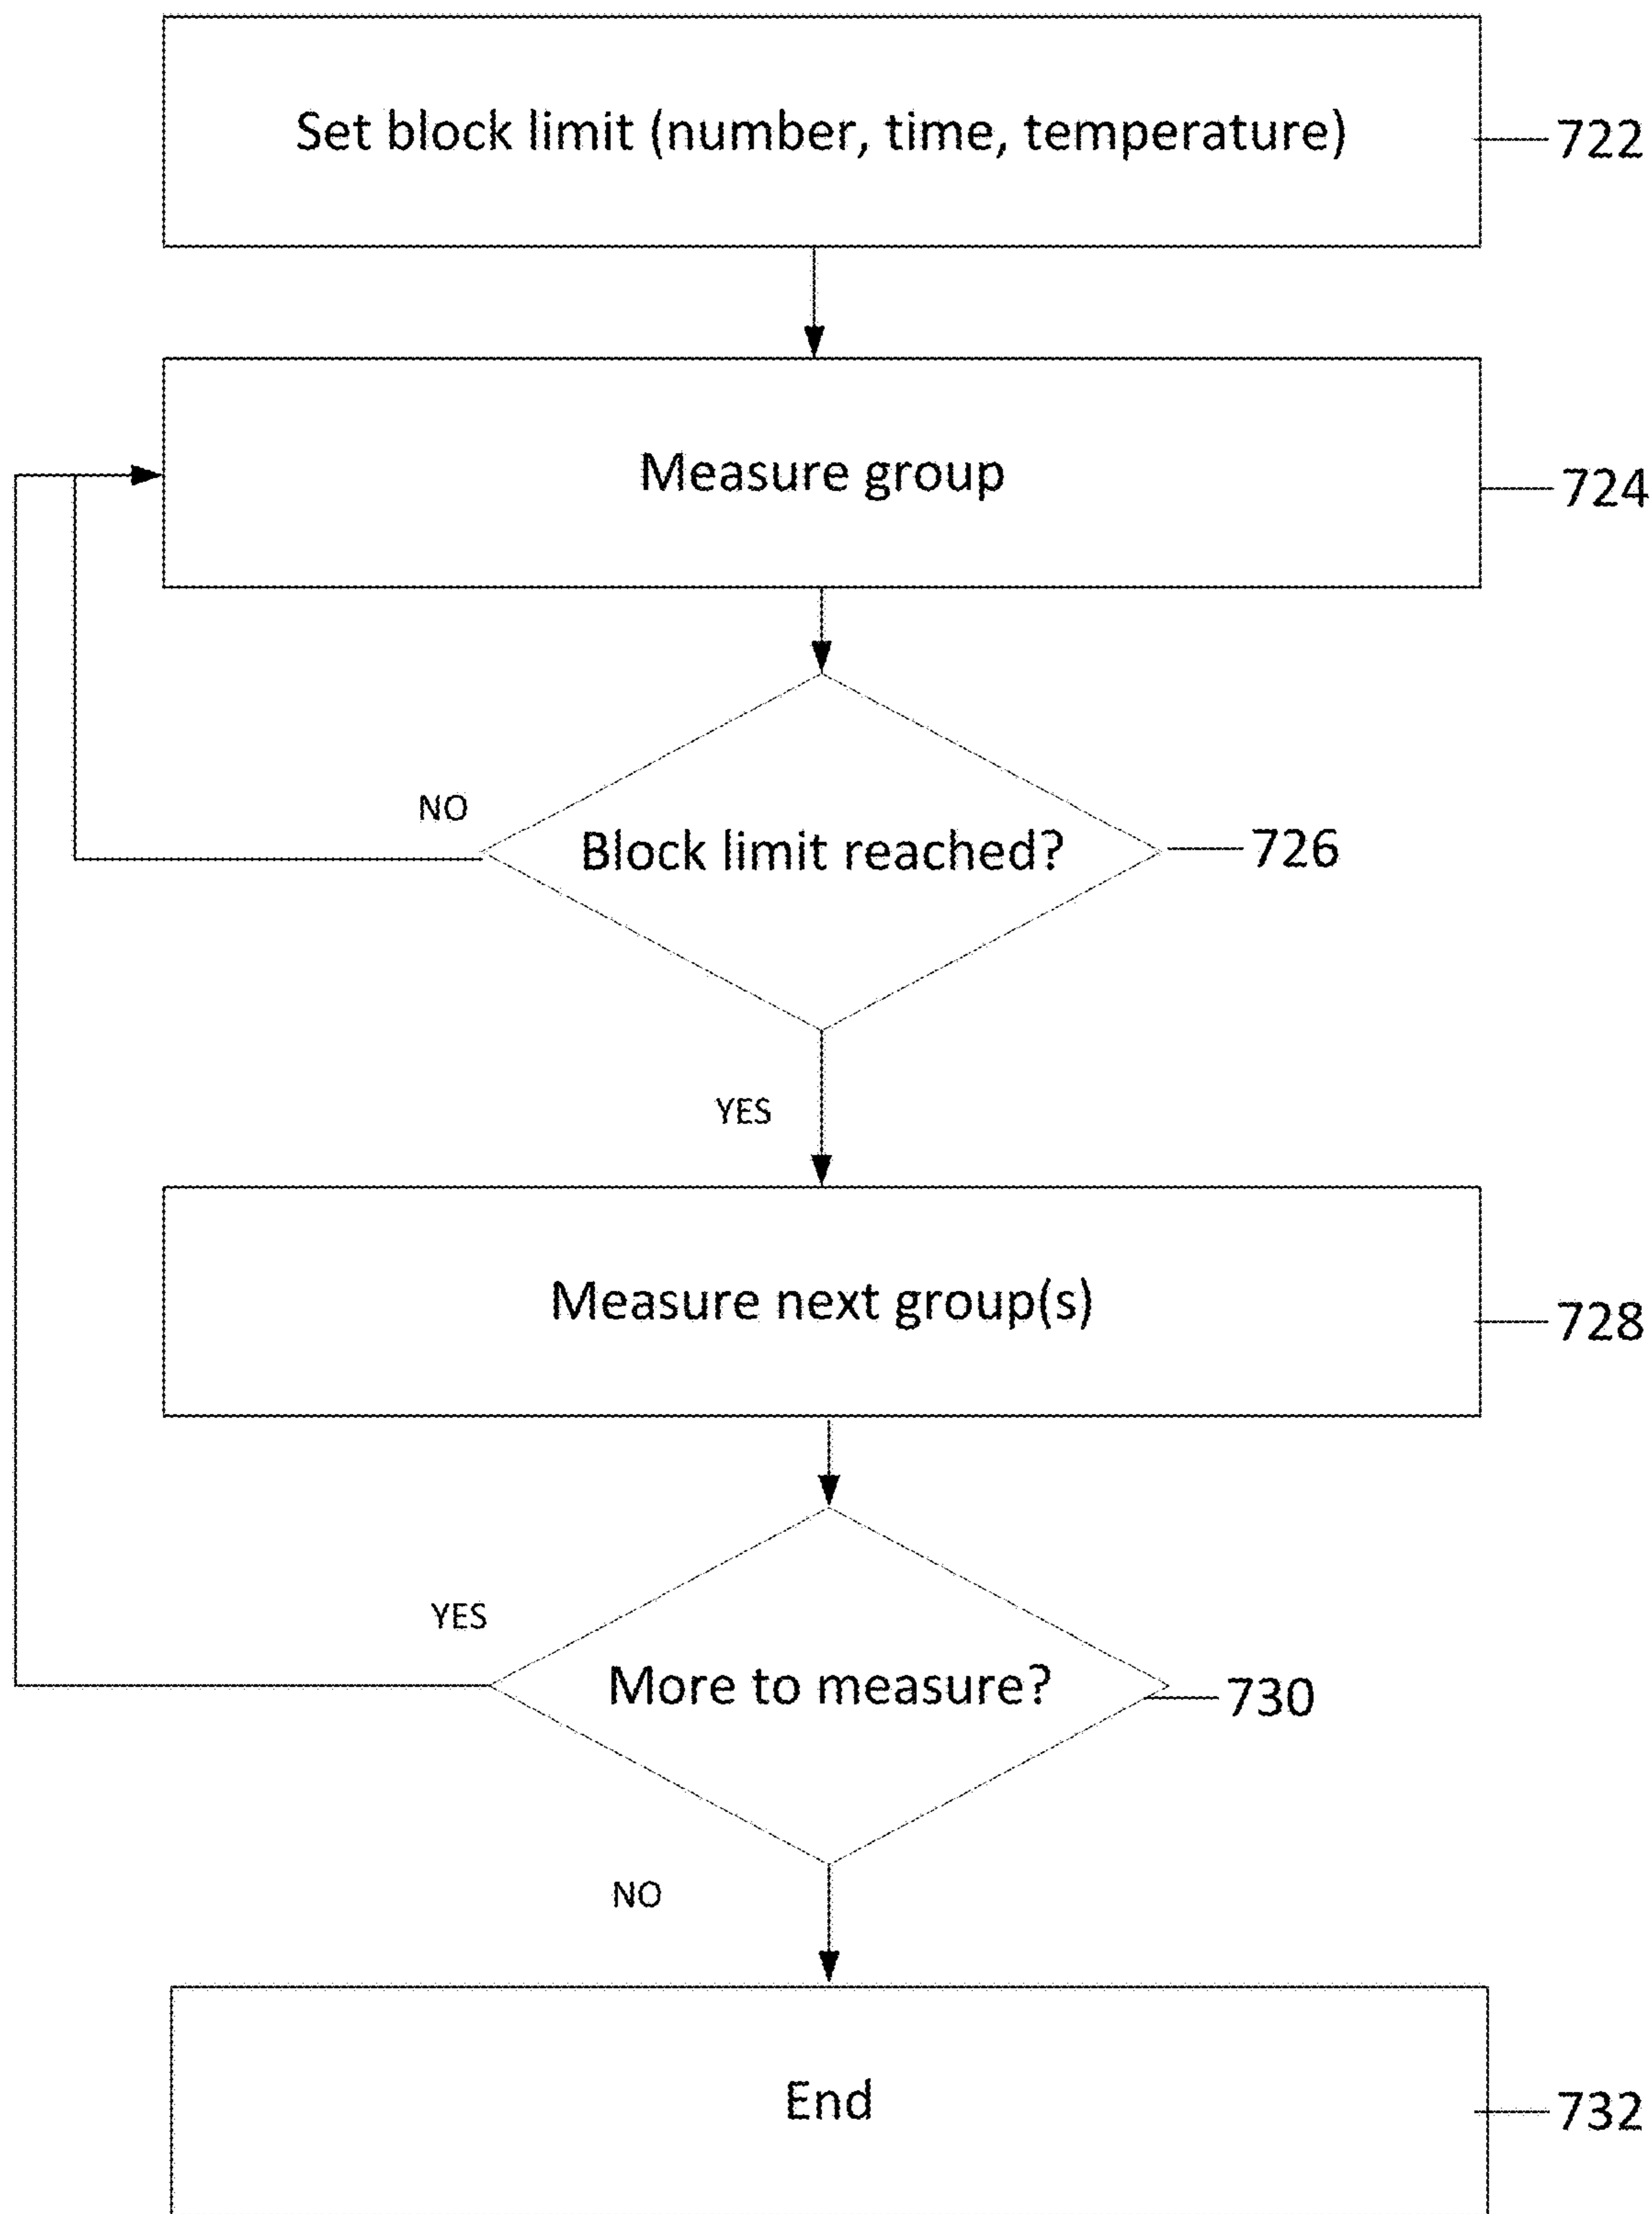 Set block limit (number, time, temperature)
722
Measure group
724
NO
Block limit reached?
726
YES
Measure next group(s)
728
YES
More to measure?
730
NO
End
732